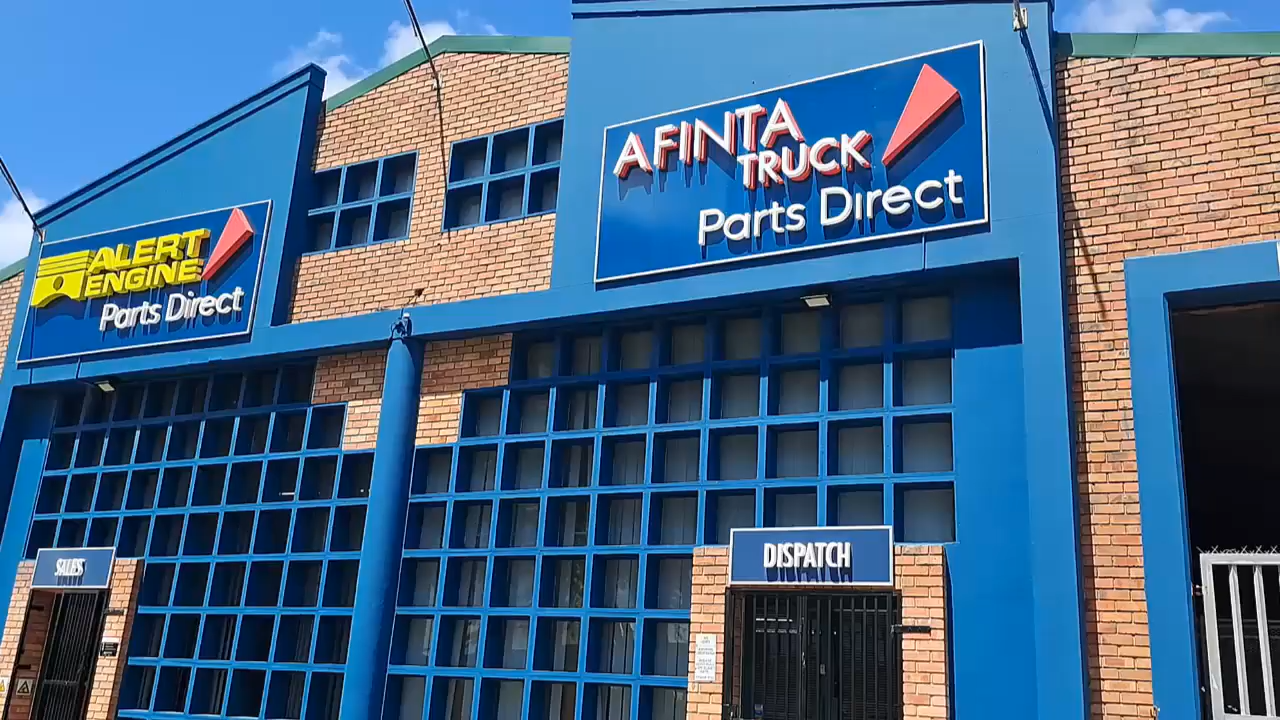 ALERT
ENGINE
Parts Direct
AFINTA
TRUCK
Parts Direct
SALES
DISPATCH